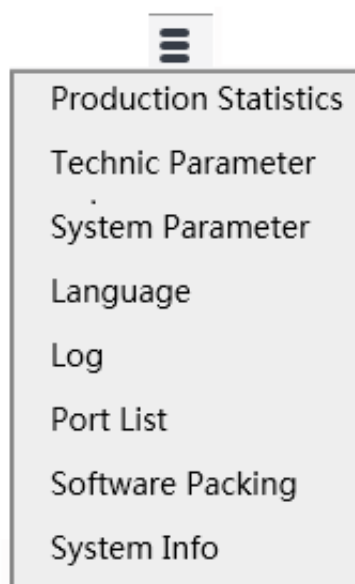 Production Statistics
Technic Parameter
System Parameter
Language
Log
Port List
Software Packing
System Info